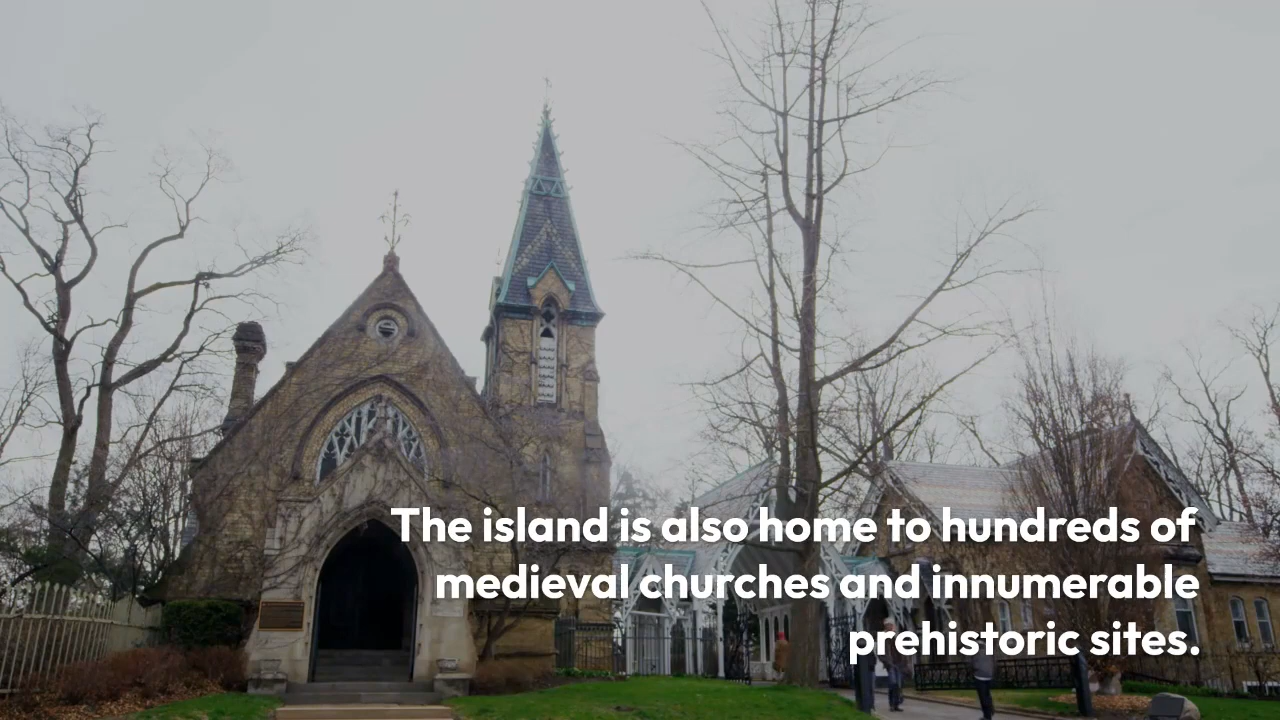 The island is also home to hundreds of
medieval churches and innumerable
prehistoric sites.